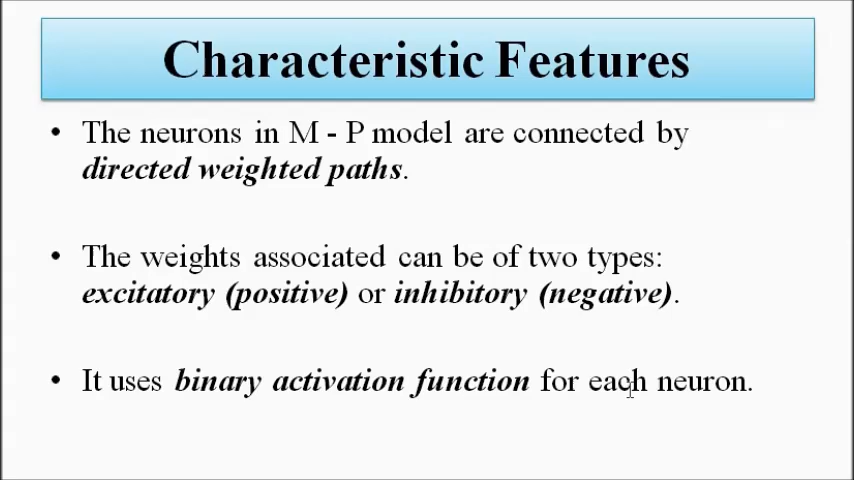 Characteristic Features
• The neurons in M - P model are connected by
directed weighted paths.
• The weights associated can be of two types:
excitatory (positive) or inhibitory (negative).
• It uses binary activation function for each neuron.